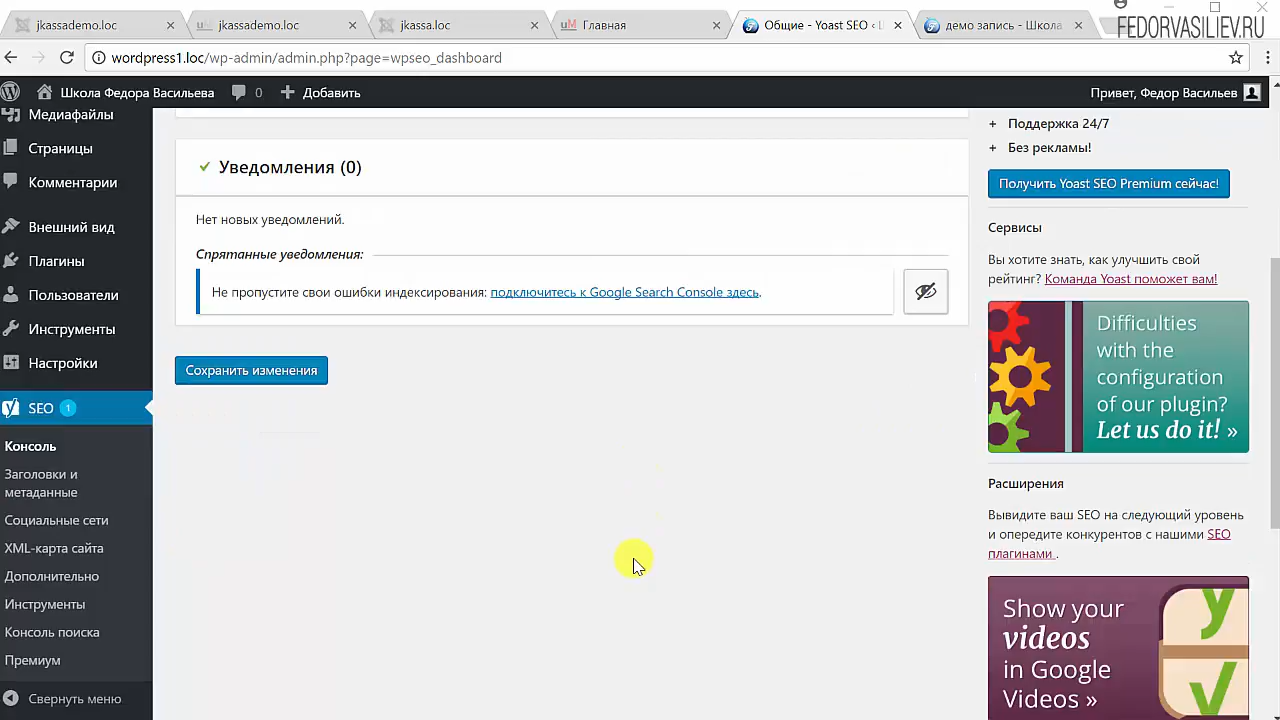 jkassademo.loc
jkassademo.loc
jkassa.loc
Главная
Общие - Yoast SEO ‹
демо запись - Школа
FEDORVASILIEV.RU
wordpress1.loc/wp-admin/admin.php?page=wpseo_dashboard
Школа Федора Васильева
0
Добавить
Привет, Федор Васильев
Медиафайлы
Страницы
Комментарии
Внешний вид
Плагины
Пользователи
Инструменты
Настройки
SEO 1
Консоль
Заголовки и
метаданные
Социальные сети
XML-карта сайта
Дополнительно
Инструменты
Консоль поиска
Премиум
Свернуть меню
Уведомления (0)
Нет новых уведомлений.
Спрятанные уведомления:
Не пропустите свои ошибки индексирования: подключитесь к Google Search Console здесь.
Сохранить изменения
+ Поддержка 24/7
+ Без рекламы!
Получить Yoast SEO Premium сейчас!
Сервисы
Вы хотите знать, как улучшить свой
рейтинг? Команда Yoast поможет вам!
Difficulties
with the
configuration
of our plugin?
Let us do it! »
Расширения
Вывидите ваш SEO на следующий уровень
и опередите конкурентов с нашими SEO
плагинами .
Show your
videos
in Google
Videos »